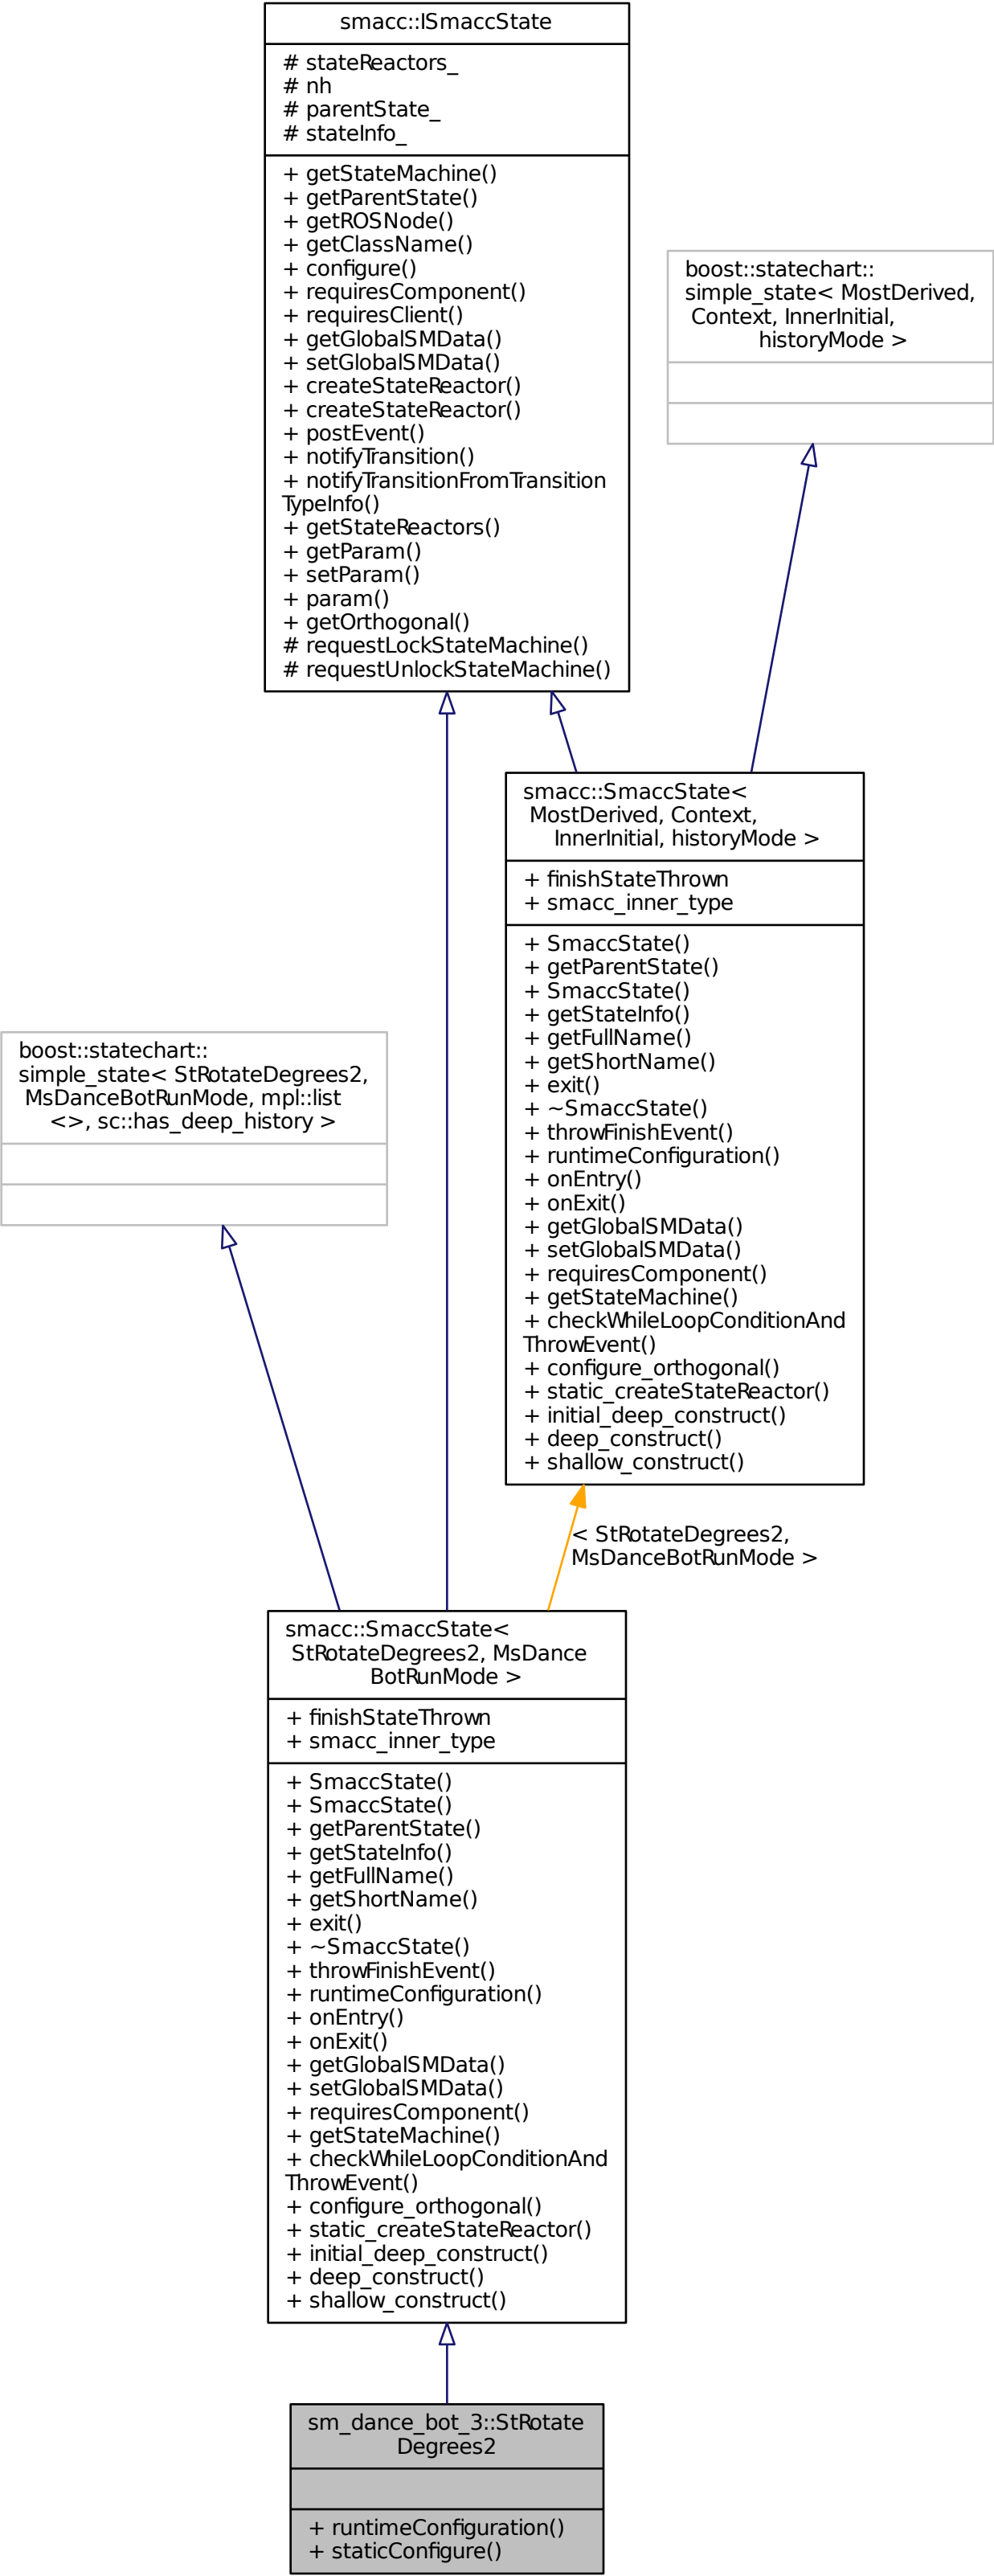 smacc::ISmaccState
# stateReactors_
# nh
# parentState_
# stateInfo_
+ getStateMachine()
+ getParentState()
+ getROSNode()
+ getClassName()
+ configure()
+ requiresComponent()
+ requiresClient()
+ getGlobalSMData()
+ setGlobalSMData()
+ createStateReactor()
+ createStateReactor()
+ postEvent()
+ notifyTransition()
+ notifyTransitionFromTransition
TypeInfo()
+ getStateReactors()
+ getParam()
+ setParam()
+ param()
+ getOrthogonal()
# requestLockStateMachine()
# requestUnlockStateMachine()
boost::statechart::
simple_state< MostDerived,
Context, InnerInitial,
historyMode >
smacc::SmaccState<
MostDerived, Context,
InnerInitial, historyMode >
+ finishStateThrown
+ smacc_inner_type
+ SmaccState()
+ getParentState()
+ SmaccState()
+ getStateInfo()
+ getFullName()
+ getShortName()
+ exit()
+ ~SmaccState()
+ throwFinishEvent()
+ runtimeConfiguration()
+ onEntry()
+ onExit()
+ getGlobalSMData()
+ setGlobalSMData()
+ requiresComponent()
+ getStateMachine()
+ checkWhileLoopConditionAnd
ThrowEvent()
+ configure_orthogonal()
+ static_createStateReactor()
+ initial_deep_construct()
+ deep_construct()
+ shallow_construct()
boost::statechart::
simple_state< StRotateDegrees2,
MsDanceBotRunMode, mpl::list
<>, sc::has_deep_history >
< StRotateDegrees2,
MsDanceBotRunMode >
smacc::SmaccState<
StRotateDegrees2, MsDance
BotRunMode >
+ finishStateThrown
+ smacc_inner_type
+ SmaccState()
+ SmaccState()
+ getParentState()
+ getStateInfo()
+ getFullName()
+ getShortName()
+ exit()
+ ~SmaccState()
+ throwFinishEvent()
+ runtimeConfiguration()
+ onEntry()
+ onExit()
+ getGlobalSMData()
+ setGlobalSMData()
+ requiresComponent()
+ getStateMachine()
+ checkWhileLoopConditionAnd
ThrowEvent()
+ configure_orthogonal()
+ static_createStateReactor()
+ initial_deep_construct()
+ deep_construct()
+ shallow_construct()
sm_dance_bot_3::StRotate
Degrees2
+ runtimeConfiguration()
+ staticConfigure()